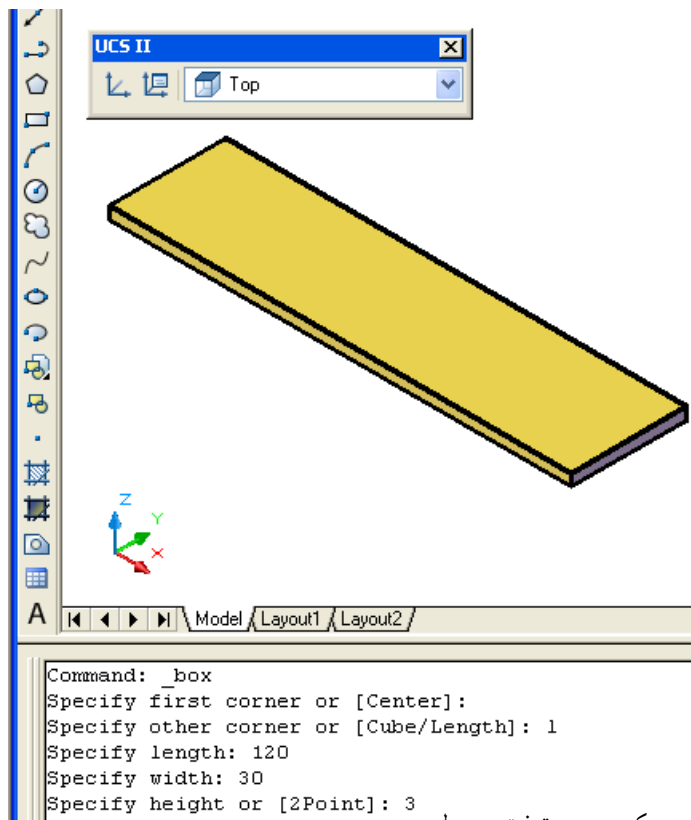 UCS II
Top
Z
Y
X
A
Model Layout1 Layout2
Command: _box
Specify first corner or [Center]:
Specify other corner or [Cube/Length]: l
Specify length: 120
Specify width: 30
Specify height or [2Point]: 3